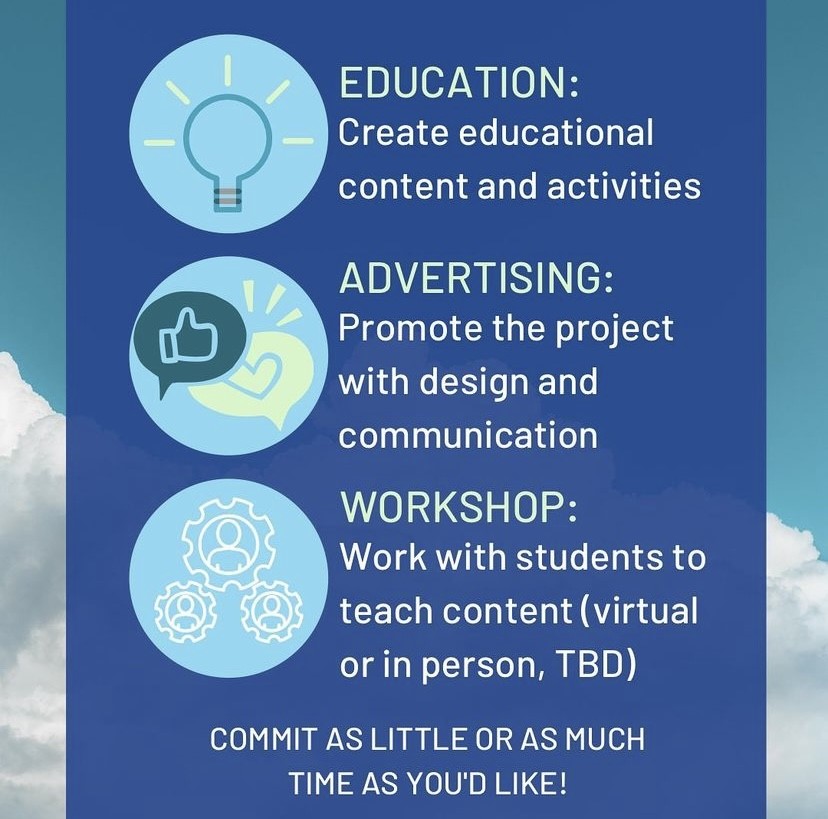 EDUCATION:
Create educational
content and activities
ADVERTISING:
Promote the project
with design and
communication
WORKSHOP:
Work with students to
teach content (virtual
or in person, TBD)
COMMIT AS LITTLE OR AS MUCH
TIME AS YOU'D LIKE!